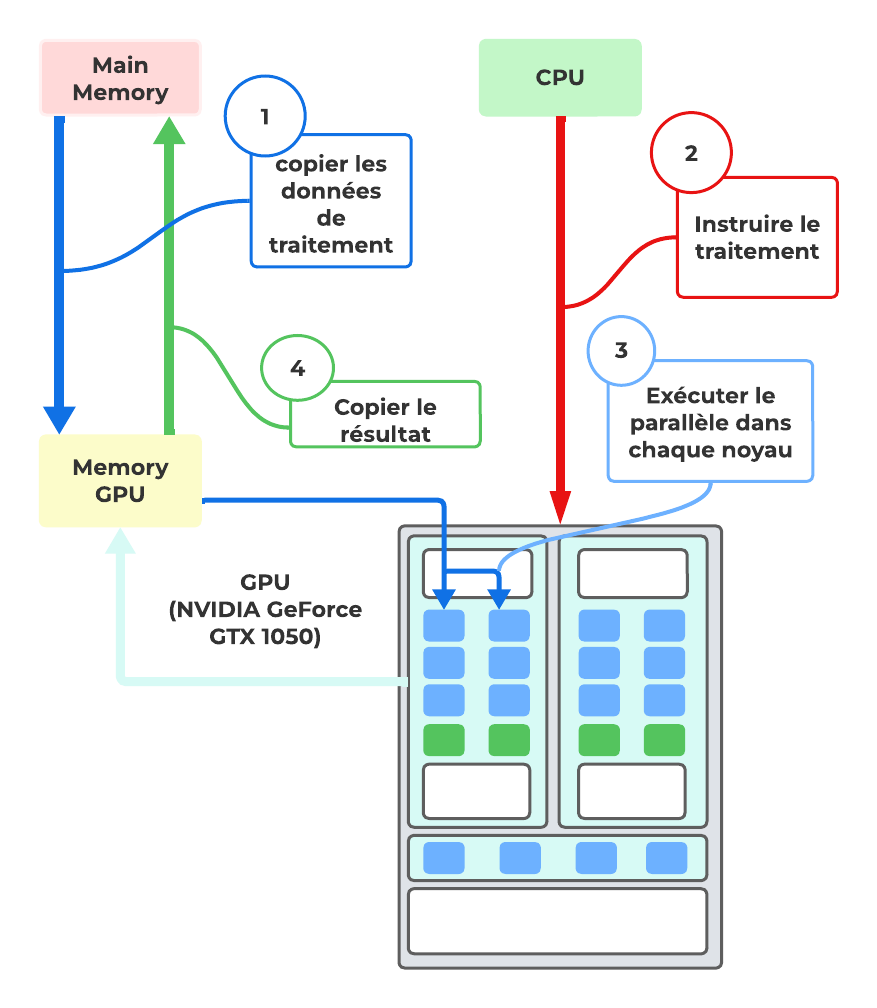 Main
Memory
CPU
1
copier les
données
de
traitement
2
Instruire le
traitement
3
Exécuter le
parallèle dans
chaque noyau
4
Copier le
résultat
Memory
GPU
GPU
(NVIDIA GeForce
GTX 1050)